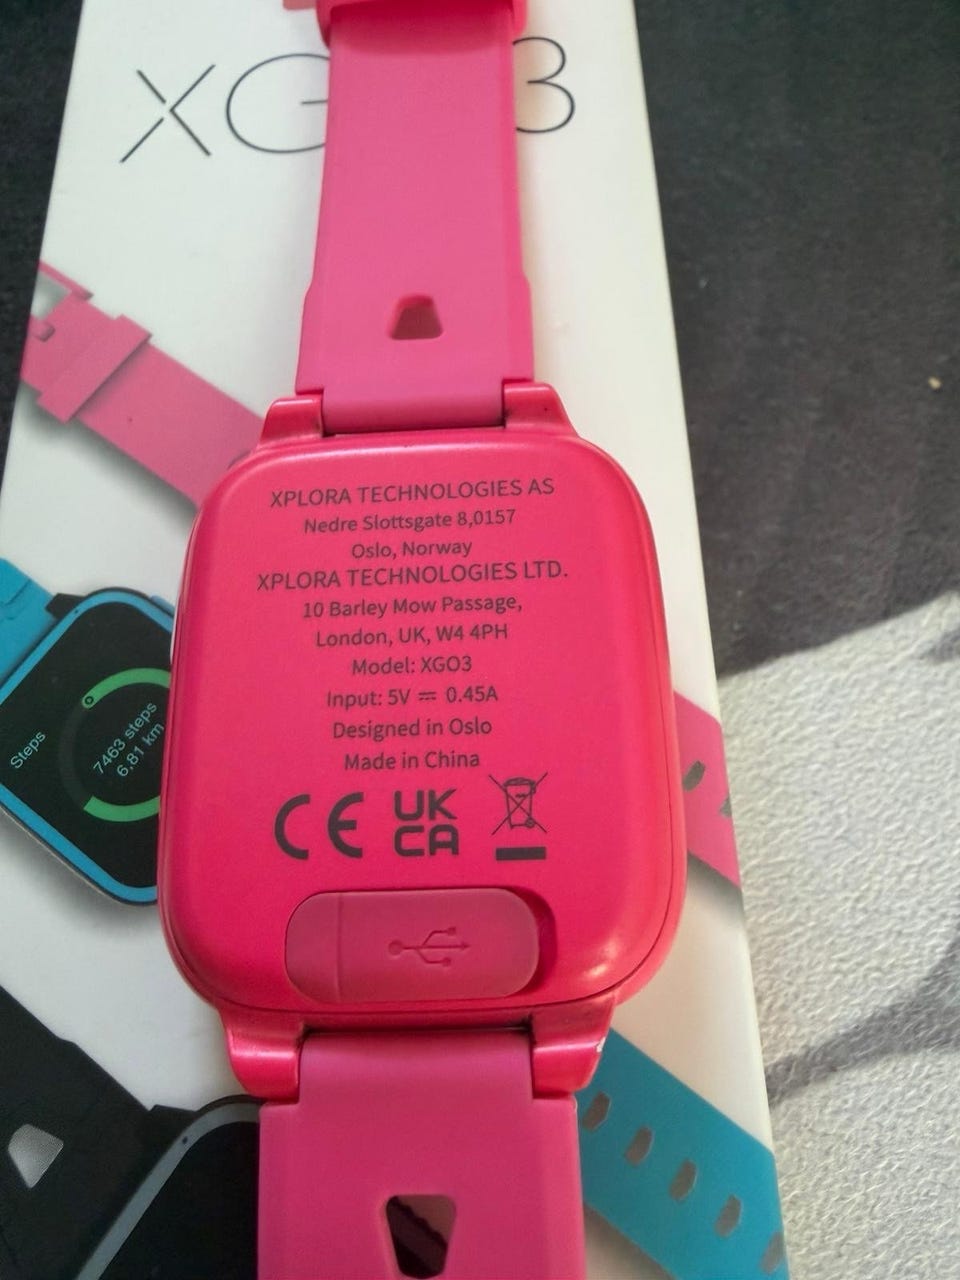 XG 3
XPLORA TECHNOLOGIES AS
Nedre Slottsgate 8,0157
Oslo, Norway
XPLORA TECHNOLOGIES LTD.
10 Barley Mow Passage,
London, UK, W4 4PH
Model: XGO3
Input: 5V ⎓ 0.45A
Designed in Oslo
Made in China
CE UK
CA
Steps
7463 steps
6,81 km